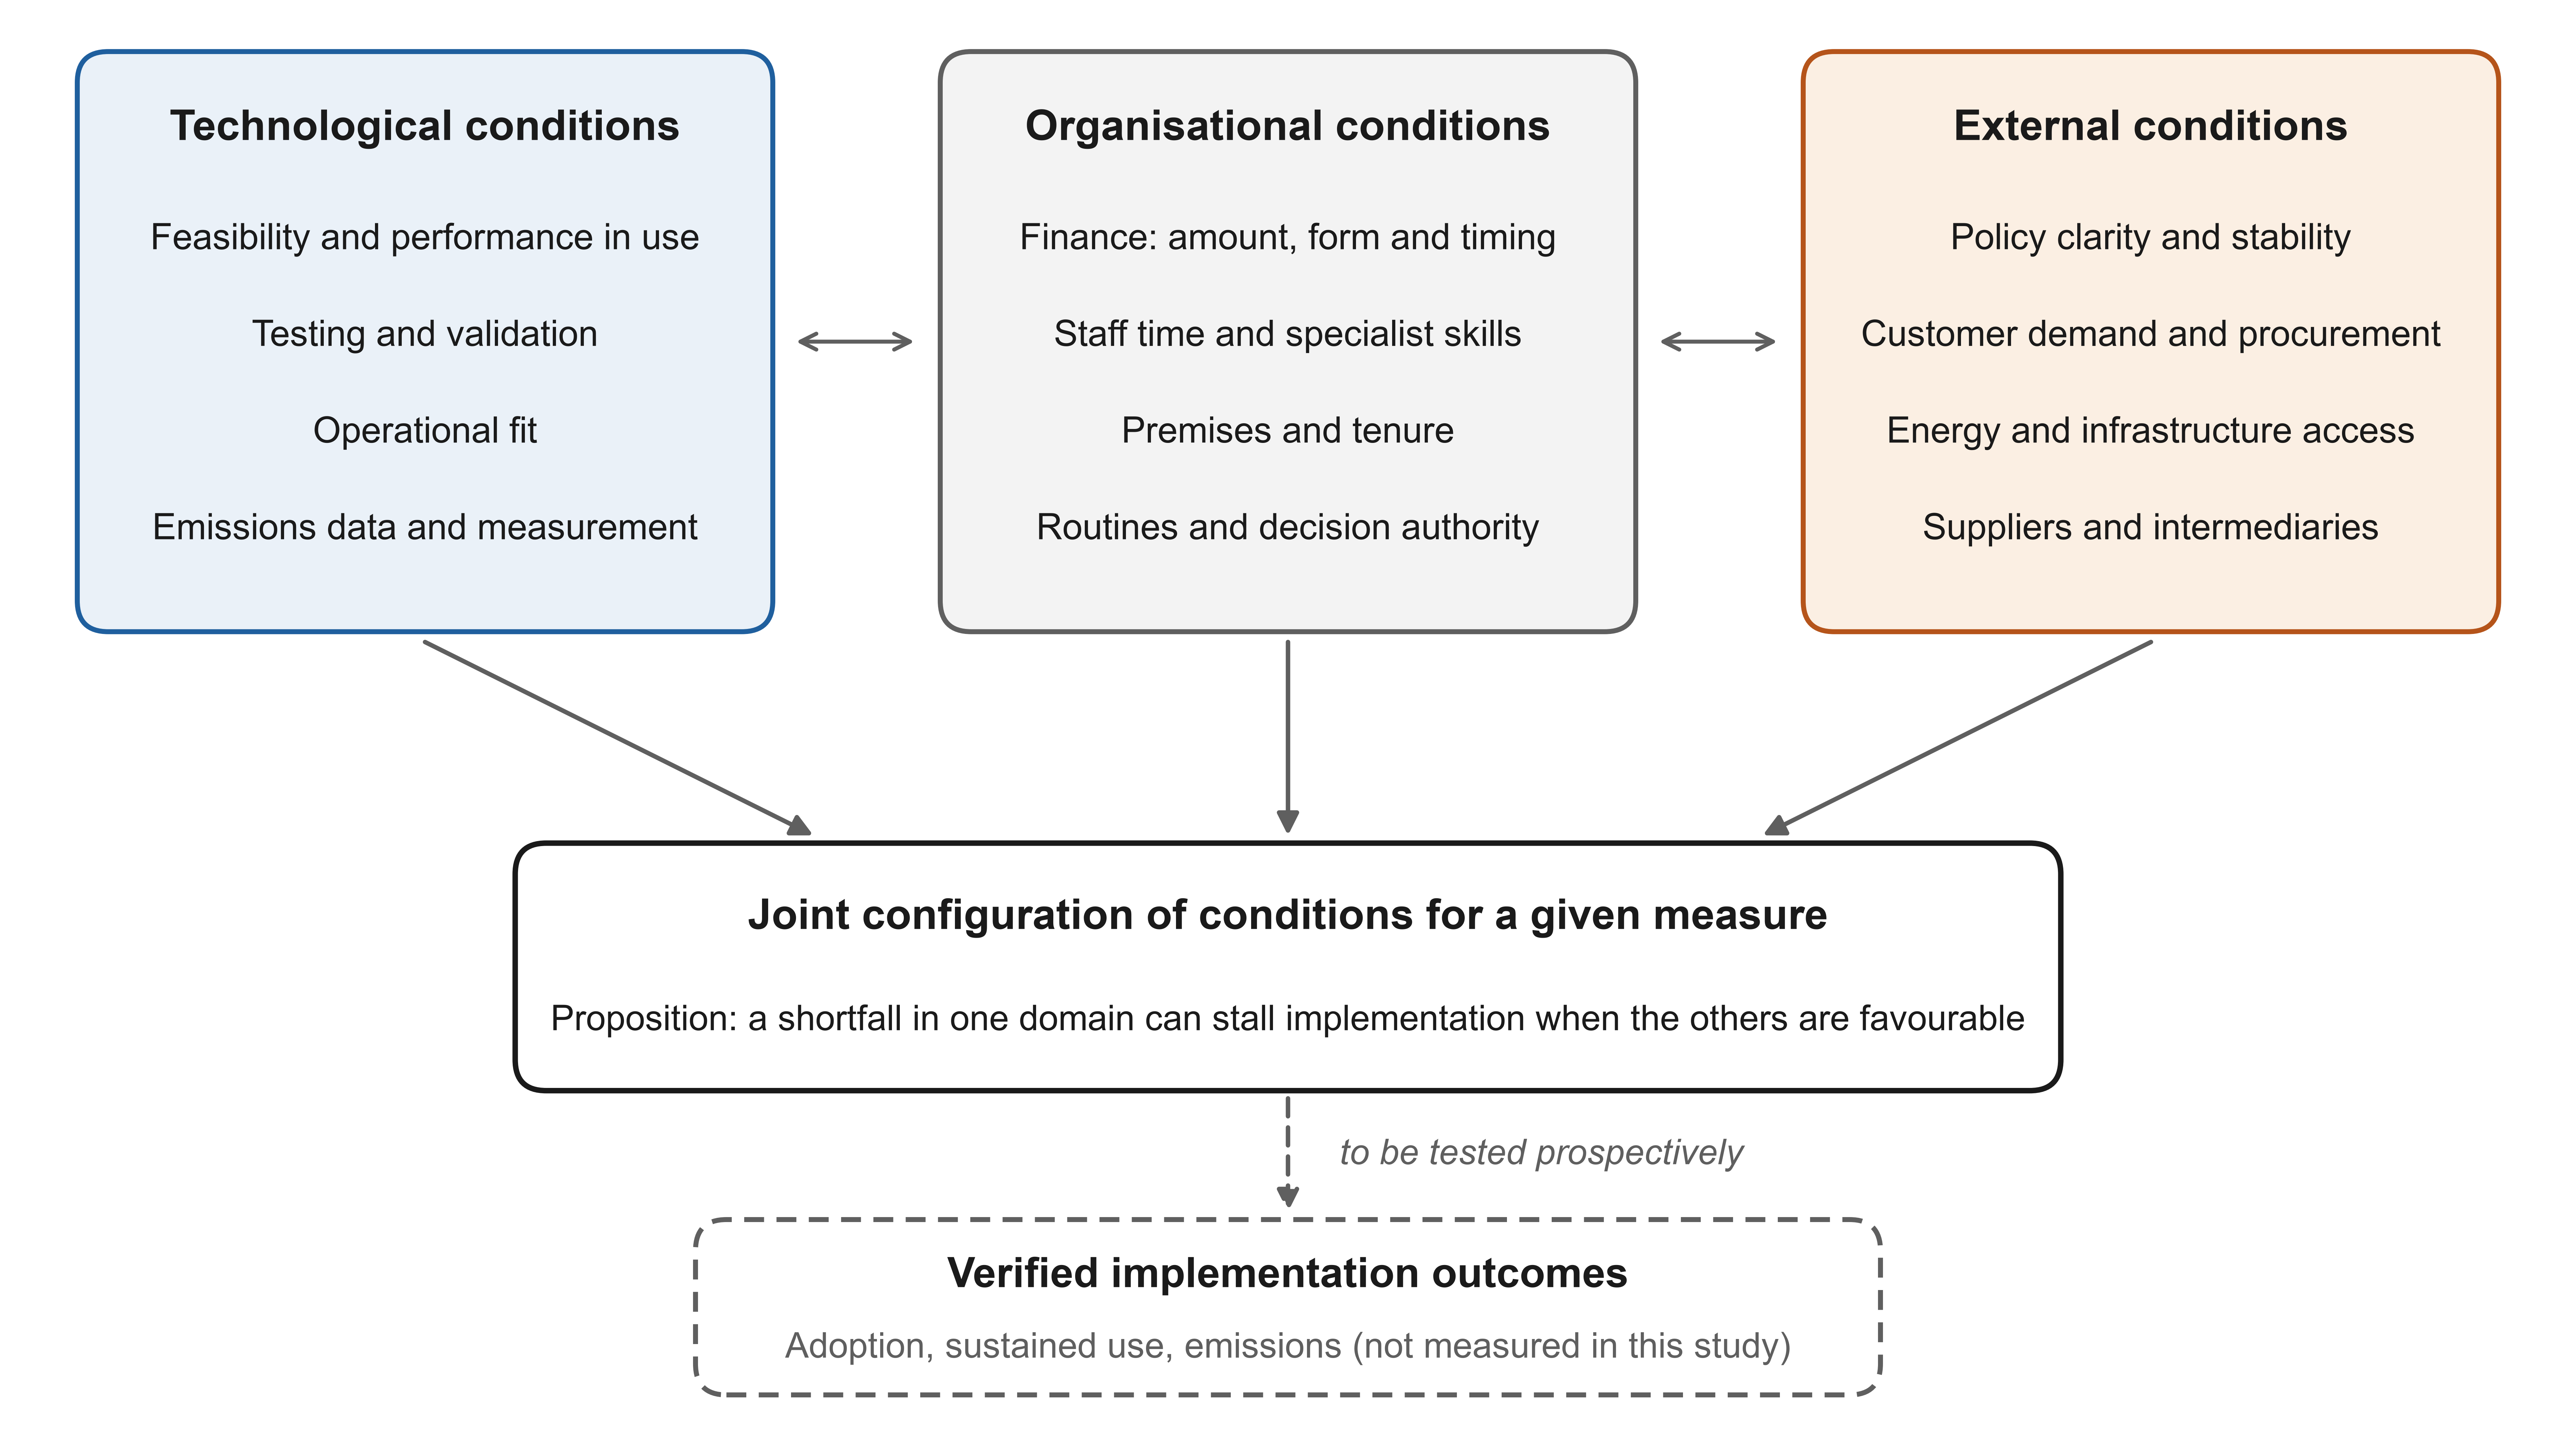 Technological conditions
Feasibility and performance in use
Testing and validation
Operational fit
Emissions data and measurement
Organisational conditions
Finance: amount, form and timing
Staff time and specialist skills
Premises and tenure
Routines and decision authority
External conditions
Policy clarity and stability
Customer demand and procurement
Energy and infrastructure access
Suppliers and intermediaries
Joint configuration of conditions for a given measure
Proposition: a shortfall in one domain can stall implementation when the others are favourable
to be tested prospectively
Verified implementation outcomes
Adoption, sustained use, emissions (not measured in this study)